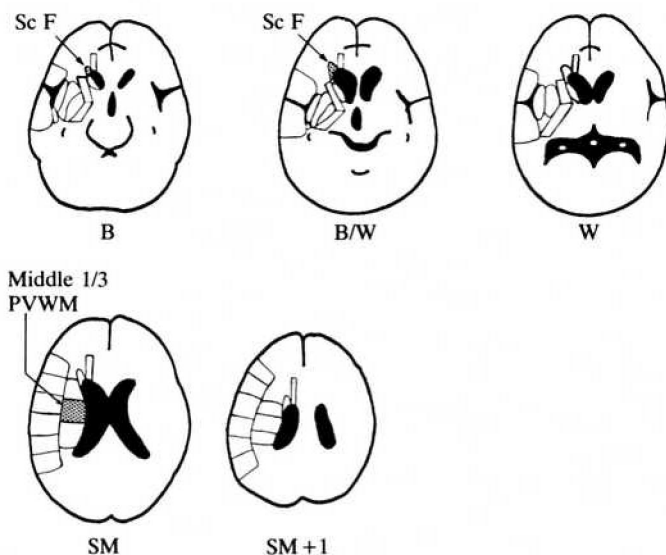 Sc F
Sc F
B
B/W
W
Middle 1/3
PVWM
SM
SM +1